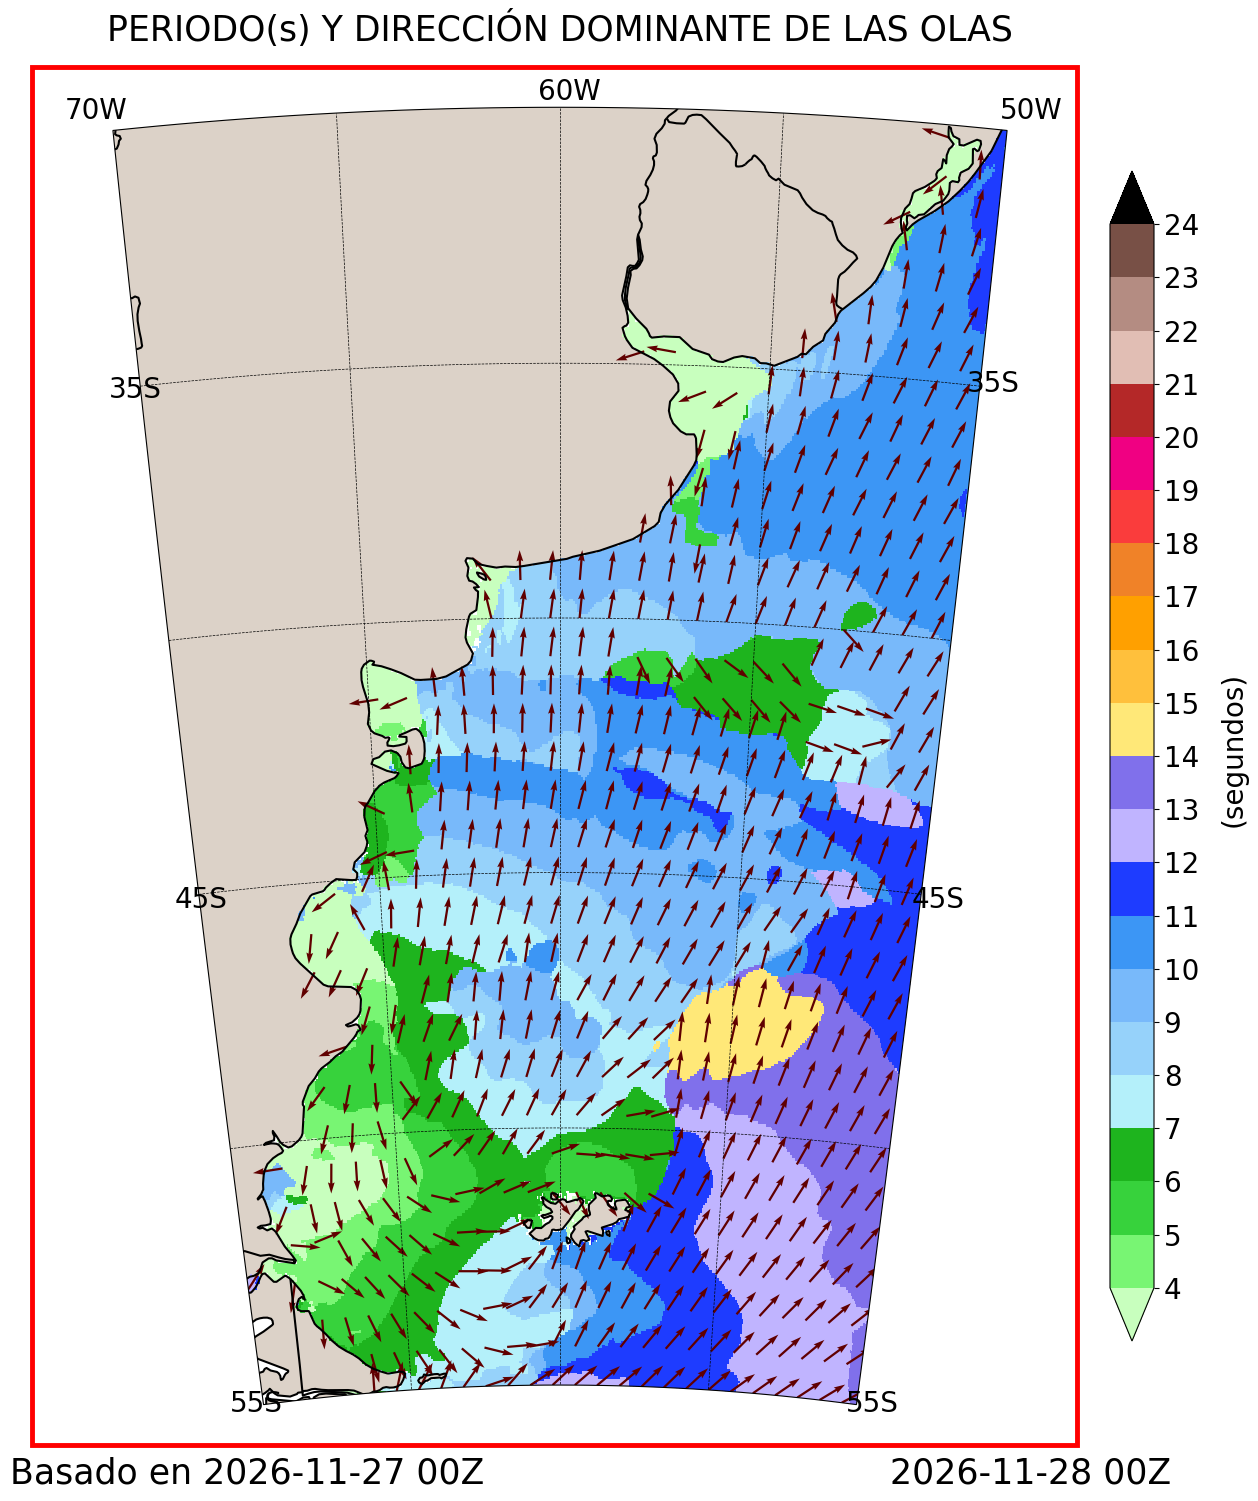 PERIODO(s) Y DIRECCIÓN DOMINANTE DE LAS OLAS
70W
60W
50W
35S
35S
45S
45S
55S
55S
24
23
22
21
20
19
18
17
16
15
14
13
12
11
10
9
8
7
6
5
4
(segundos)
Basado en 2026-11-27 00Z
2026-11-28 00Z